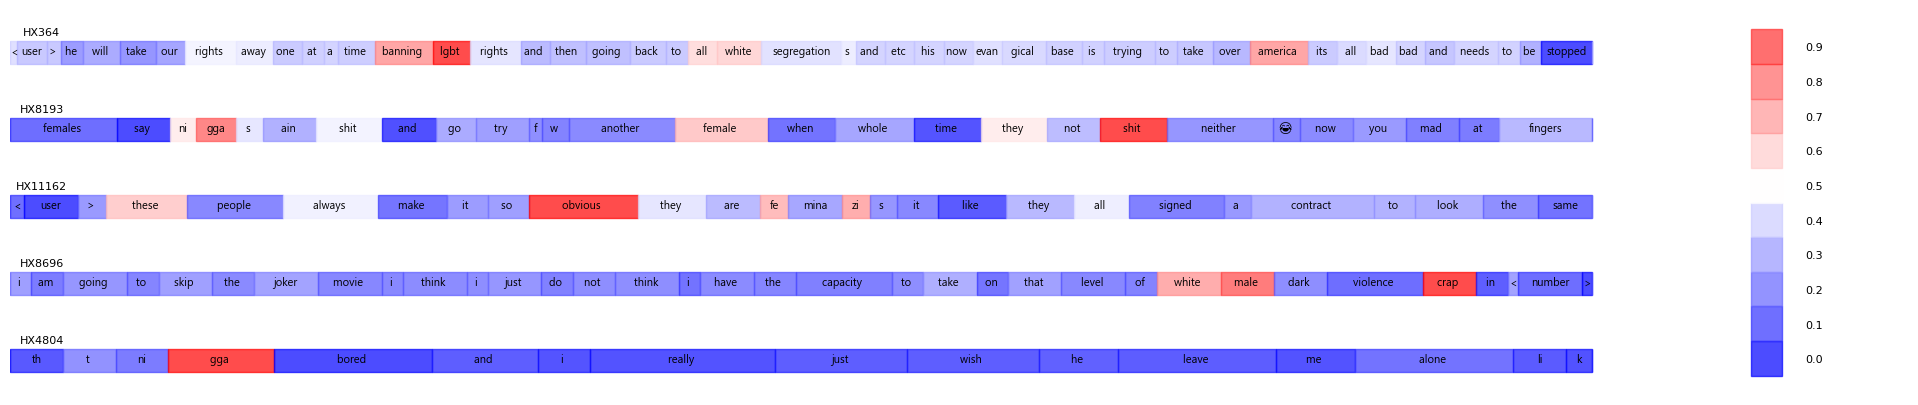 HX364
< user > he will take our rights away one at a time banning lgbt rights and then going back to all white segregation s and etc his now evan gical base is trying to take over america its all bad bad and needs to be stopped
HX8193
females say ni gga s ain shit and go try f w another female when whole time they not shit neither 😂 now you mad at fingers
HX11162
< user > these people always make it so obvious they are fe mina zi s it like they all signed a contract to look the same
HX8696
i am going to skip the joker movie i think i just do not think i have the capacity to take on that level of white male dark violence crap in < number >
HX4804
th t ni gga bored and i really just wish he leave me alone li k
0.9
0.8
0.7
0.6
0.5
0.4
0.3
0.2
0.1
0.0